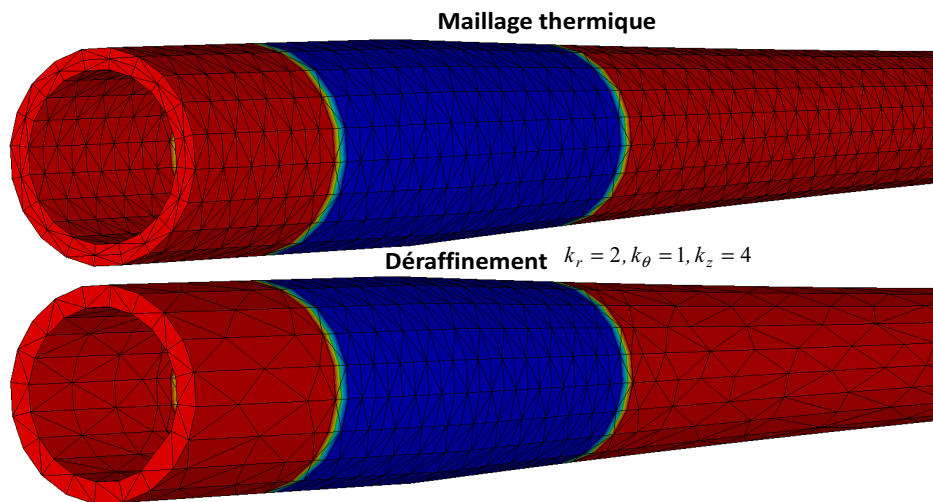 Maillage thermique
Déraffinement k_r = 2, k_θ = 1, k_z = 4